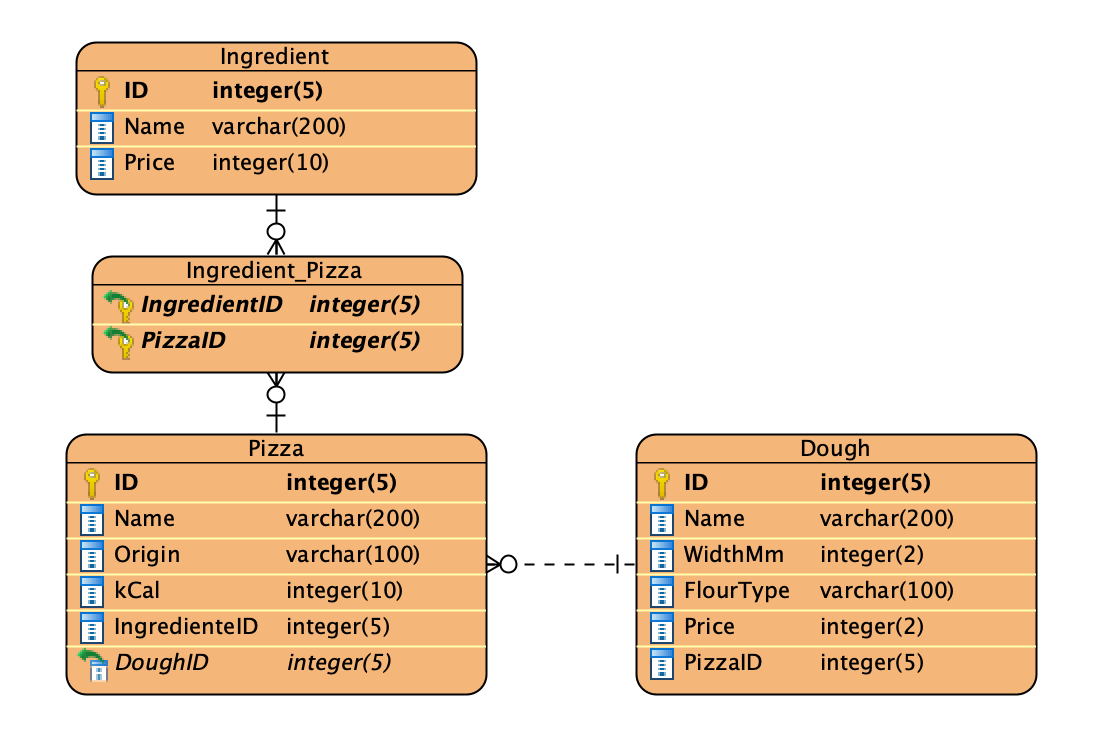 Ingredient
ID integer(5)
Name varchar(200)
Price integer(10)
Ingredient_Pizza
IngredientID integer(5)
PizzaID integer(5)
Pizza
ID integer(5)
Name varchar(200)
Origin varchar(100)
kCal integer(10)
IngredienteID integer(5)
DoughID integer(5)
Dough
ID integer(5)
Name varchar(200)
WidthMm integer(2)
FlourType varchar(100)
Price integer(2)
PizzaID integer(5)